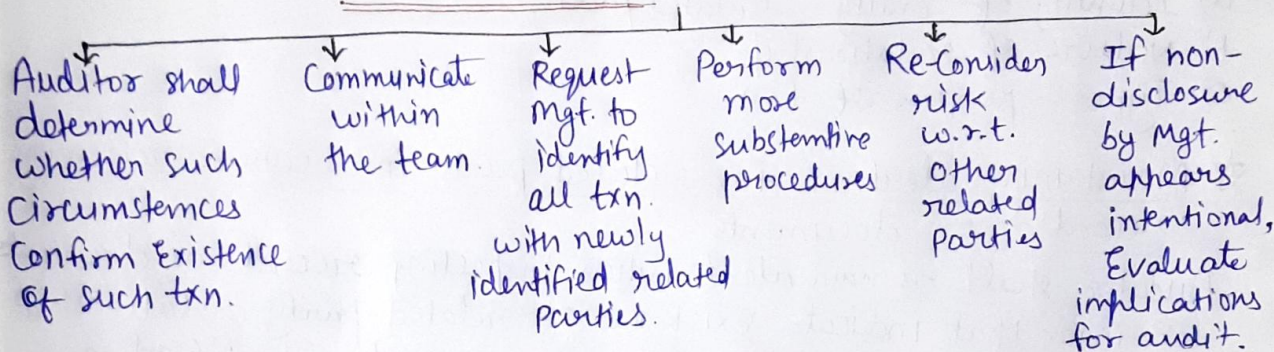 Auditor shall
determine
whether such
Circumstances
Confirm Existence
of such txn.
Communicate
within
the team
Request
Mgt. to
identify
all txn.
with newly
identified related
Parties.
Perform
more
substantive
procedures
Re-Consider
risk
w.r.t.
other
related
Parties
If non-
disclosure
by Mgt.
appears
intentional,
Evaluate
implications
for audit.